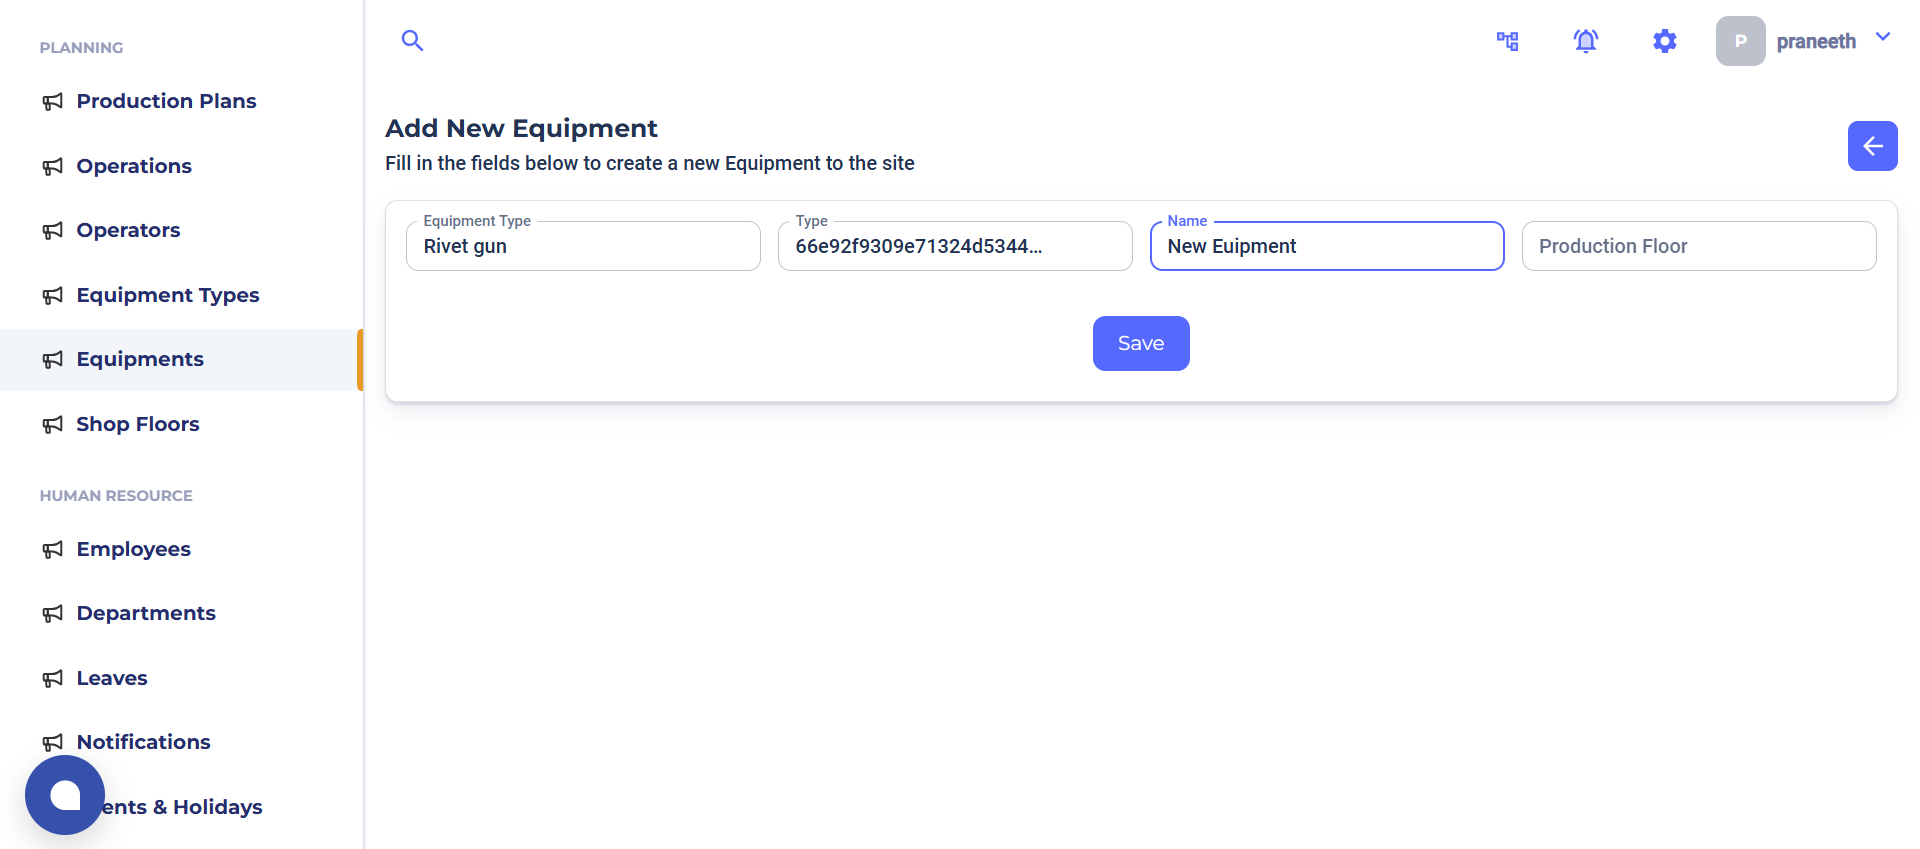 PLANNING
Production Plans
Operations
Operators
Equipment Types
Equipments
Shop Floors
HUMAN RESOURCE
Employees
Departments
Leaves
Notifications
ents & Holidays
P praneeth
Add New Equipment
Fill in the fields below to create a new Equipment to the site
Equipment Type
Rivet gun
Type
66e92f9309e71324d5344...
Name
New Euipment
Production Floor
Save